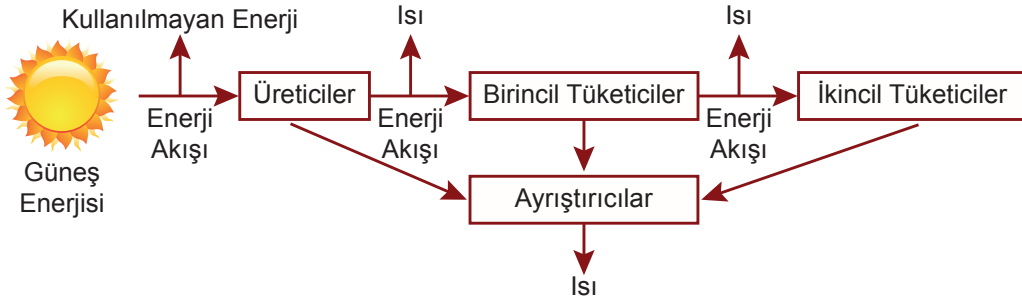 Kullanılmayan Enerji
Isı
Isı
Üreticiler
Birincil Tüketiciler
İkincil Tüketiciler
Enerji
Akışı
Enerji
Akışı
Enerji
Akışı
Güneş
Enerjisi
Ayrıştırıcılar
Isı